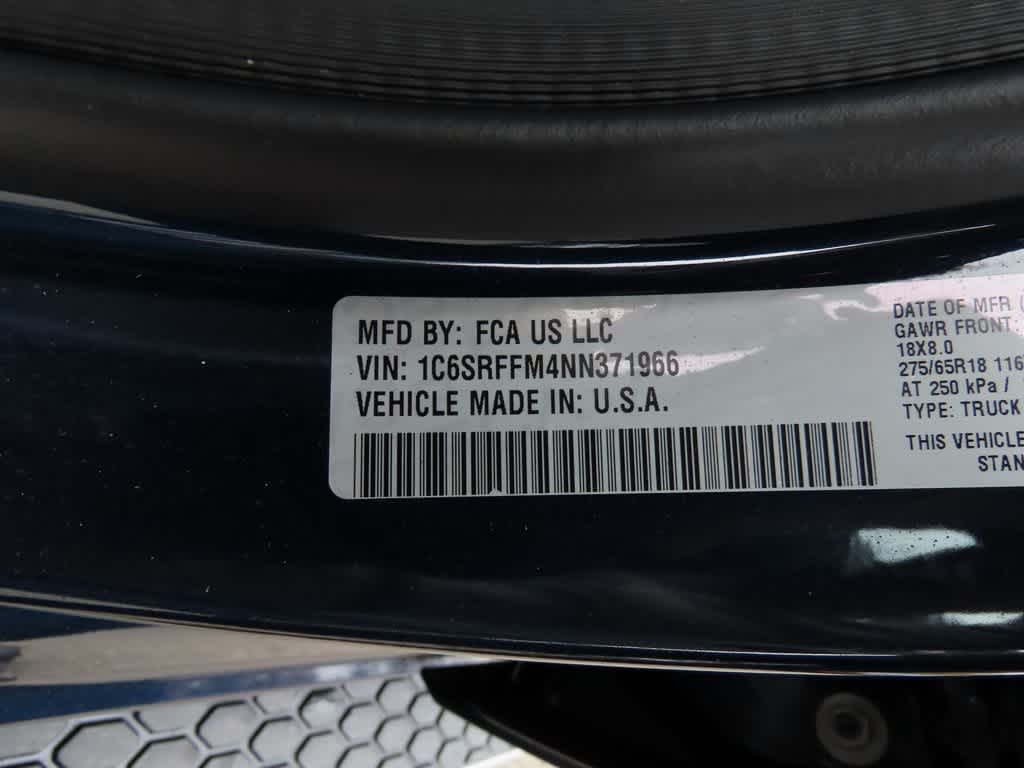 MFD BY: FCA US LLC
VIN: 1C6SRFFM4NN371966
VEHICLE MADE IN: U.S.A.
DATE OF MFR
GAWR FRONT:
18X8.0
275/65R18 116
AT 250 kPa /
TYPE: TRUCK
THIS VEHICLE
STAN